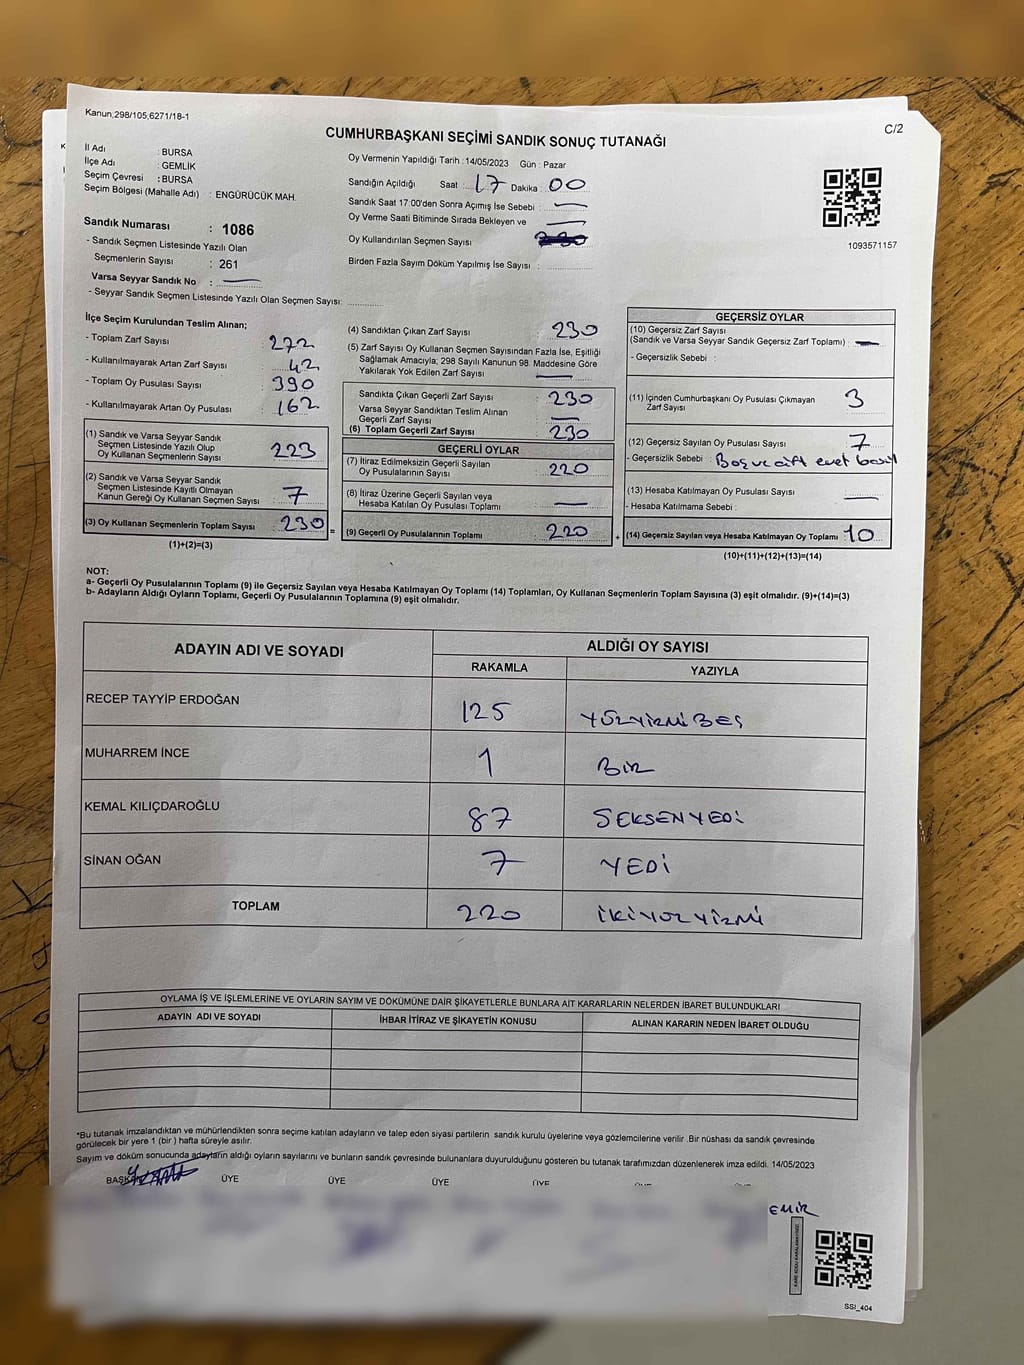 Kanun,298/105,6271/18-1
C/2
CUMHURBAŞKANI SEÇİMİ SANDIK SONUÇ TUTANAĞI
İl Adı : BURSA
İlçe Adı : GEMLİK
Seçim Çevresi : BURSA
Seçim Bölgesi (Mahalle Adı) : ENGÜRÜCÜK MAH.
Sandık Numarası : 1086
- Sandık Seçmen Listesinde Yazılı Olan
Seçmenlerin Sayısı : 261
Varsa Seyyar Sandık No :
- Seyyar Sandık Seçmen Listesinde Yazılı Olan Seçmen Sayısı:
Oy Vermenin Yapıldığı Tarih : 14/05/2023 Gün : Pazar
Sandığın Açıldığı Saat : 17 Dakika : 00
Sandık Saat 17:00'den Sonra Açımış İse Sebebi : —
Oy Verme Saati Bitiminde Sırada Bekleyen ve
Oy Kullandırılan Seçmen Sayısı
Birden Fazla Sayım Döküm Yapılmış İse Sayısı :
1093571157
İlçe Seçim Kurulundan Teslim Alınan;
- Toplam Zarf Sayısı : 272
- Kullanılmayarak Artan Zarf Sayısı : 42
- Toplam Oy Pusulası Sayısı : 390
- Kullanılmayarak Artan Oy Pusulası : 162
(1) Sandık ve Varsa Seyyar Sandık
Seçmen Listesinde Yazılı Olup
Oy Kullanan Seçmenlerin Sayısı : 223
(2) Sandık ve Varsa Seyyar Sandık
Seçmen Listesinde Kayıtlı Olmayan
Kanun Gereği Oy Kullanan Seçmen Sayısı : 7
(3) Oy Kullanan Seçmenlerin Toplam Sayısı : 230
(1)+(2)=(3)
(4) Sandıktan Çıkan Zarf Sayısı : 230
(5) Zarf Sayısı Oy Kullanan Seçmen Sayısından Fazla İse, Eşitliği
Sağlamak Amacıyla; 298 Sayılı Kanunun 98. Maddesine Göre
Yakılarak Yok Edilen Zarf Sayısı : —
Sandıkta Çıkan Geçerli Zarf Sayısı : 230
Varsa Seyyar Sandıktan Teslim Alınan
Geçerli Zarf Sayısı : —
(6) Toplam Geçerli Zarf Sayısı : 230
GEÇERLİ OYLAR
(7) İtiraz Edilmeksizin Geçerli Sayılan
Oy Pusulasının Sayısı : 220
(8) İtiraz Üzerine Geçerli Sayılan veya
Hesaba Katılan Oy Pusulası Toplamı : —
(9) Geçerli Oy Pusulalarının Toplamı : 220
=
+
GEÇERSİZ OYLAR
(10) Geçersiz Zarf Sayısı
(Sandık ve Varsa Seyyar Sandık Geçersiz Zarf Toplamı) : —
- Geçersizlik Sebebi :
(11) İçinden Cumhurbaşkanı Oy Pusulası Çıkmayan
Zarf Sayısı : 3
(12) Geçersiz Sayılan Oy Pusulası Sayısı : 7
- Geçersizlik Sebebi : Boş ve çift evet
(13) Hesaba Katılmayan Oy Pusulası Sayısı : —
- Hesaba Katılmama Sebebi :
(14) Geçersiz Sayılan veya Hesaba Katılmayan Oy Toplamı : 10
(10)+(11)+(12)+(13)=(14)
NOT:
a- Geçerli Oy Pusulalarının Toplamı (9) ile Geçersiz Sayılan veya Hesaba Katılmayan Oy Toplamı (14) Toplamları, Oy Kullanan Seçmenlerin Toplam Sayısına (3) eşit olmalıdır. (9)+(14)=(3)
b- Adayların Aldığı Oyların Toplamı, Geçerli Oy Pusulalarının Toplamına (9) eşit olmalıdır.
ADAYIN ADI VE SOYADI
ALDIĞI OY SAYISI
RAKAMLA YAZIYLA
RECEP TAYYİP ERDOĞAN 125 YÜZYİRMİBEŞ
MUHARREM İNCE 1 BİR
KEMAL KILIÇDAROĞLU 87 SEKSENYEDİ
SİNAN OĞAN 7 YEDİ
TOPLAM 220 İKİYÜZYİRMİ
OYLAMA İŞ VE İŞLEMLERİNE VE OYLARIN SAYIM VE DÖKÜMÜNE DAİR ŞİKAYETLERLE BUNLARA AİT KARARLARIN NELERDEN İBARET BULUNDUKLARI
ADAYIN ADI VE SOYADI İHBAR İTİRAZ VE ŞİKAYETİN KONUSU ALINAN KARARIN NEDEN İBARET OLDUĞU
*Bu tutanak imzalandıktan ve mühürlendikten sonra seçime katılan adayların ve talep eden siyasi partilerin sandık kurulu üyelerine veya gözlemcilerine verilir .Bir nüshası da sandık çevresinde
görülecek bir yere 1 (bir ) hafta süreyle asılır.
Sayım ve döküm sonucunda adayların aldığı oyların sayılarını ve bunların sandık çevresinde bulunanlara duyurulduğunu gösteren bu tutanak tarafımızdan düzenlenerek imza edildi. 14/05/2023
BAŞKAN ÜYE ÜYE ÜYE ÜYE
EMİR
SSI_404